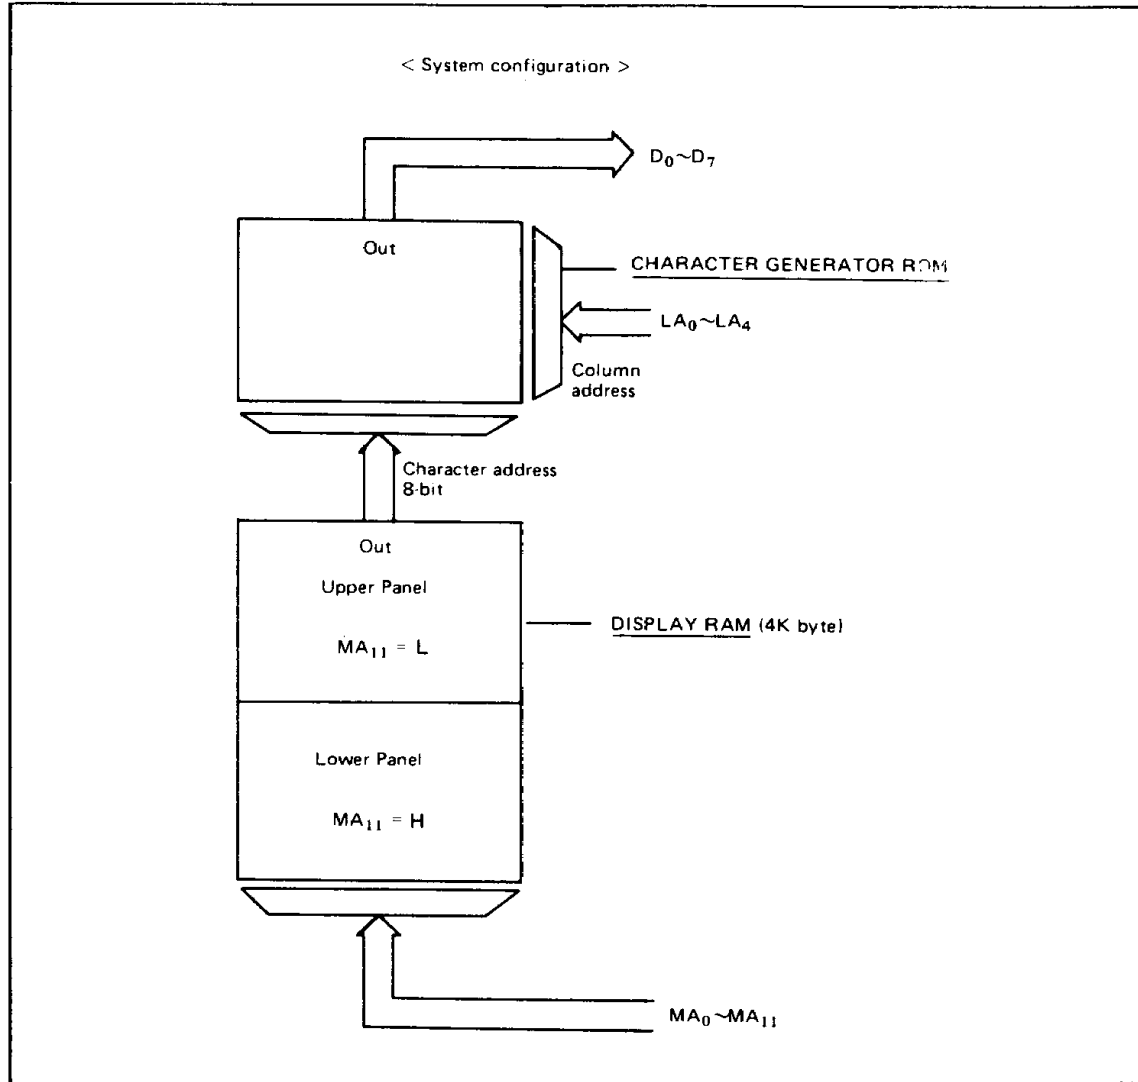 < System configuration >
D₀~D₇
Out
CHARACTER GENERATOR ROM
LA₀~LA₄
Column
address
Character address
8-bit
Out
Upper Panel
MA₁₁ = L
DISPLAY RAM (4K byte)
Lower Panel
MA₁₁ = H
MA₀~MA₁₁